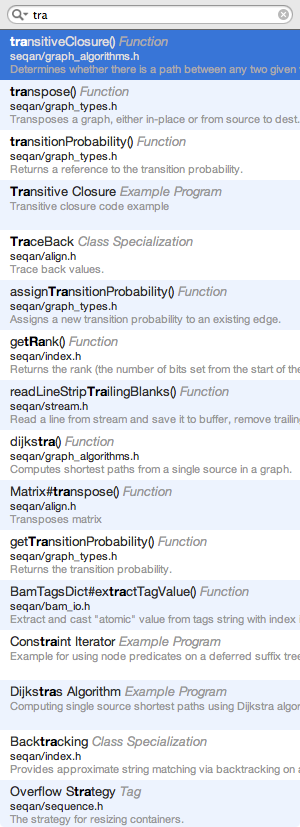 tra
transitiveClosure() Function
seqan/graph_algorithms.h
Determines whether there is a path between any two given
transpose() Function
seqan/graph_types.h
Transposes a graph, either in-place or from source to dest.
transitionProbability() Function
seqan/graph_types.h
Returns a reference to the transition probability.
Transitive Closure Example Program
Transitive closure code example
TraceBack Class Specialization
seqan/align.h
Trace back values.
assignTransitionProbability() Function
seqan/graph_types.h
Assigns a new transition probability to an existing edge.
getRank() Function
seqan/index.h
Returns the rank (the number of bits set from the start of the
readLineStripTrailingBlanks() Function
seqan/stream.h
Read a line from stream and save it to buffer, remove trailin
dijkstra() Function
seqan/graph_algorithms.h
Computes shortest paths from a single source in a graph.
Matrix#transpose() Function
seqan/align.h
Transposes matrix
getTransitionProbability() Function
seqan/graph_types.h
Returns the transition probability.
BamTagsDict#extractTagValue() Function
seqan/bam_io.h
Extract and cast "atomic" value from tags string with index
Constraint Iterator Example Program
Example for using node predicates on a deferred suffix tree
Dijkstras Algorithm Example Program
Computing single source shortest paths using Dijkstra algor
Backtracking Class Specialization
seqan/index.h
Provides approximate string matching via backtracking on a
Overflow Strategy Tag
seqan/sequence.h
The strategy for resizing containers.